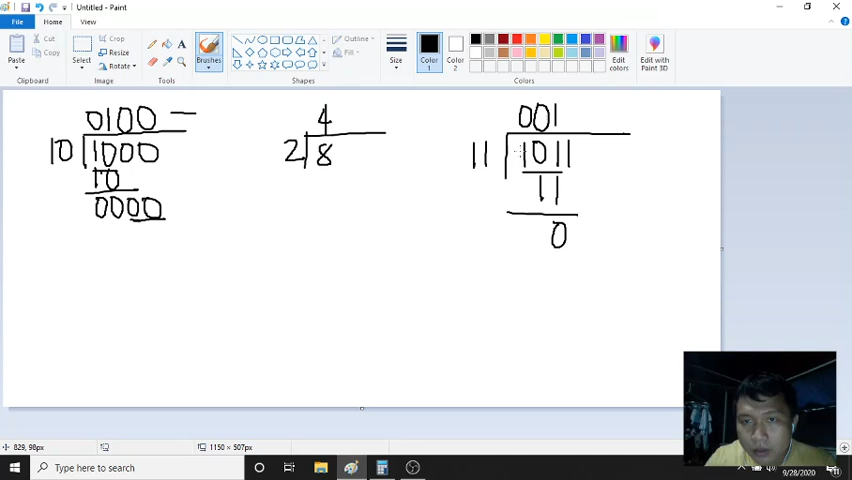 Untitled - Paint
File
Home
View
Paste
Cut
Copy
Clipboard
Select
Crop
Resize
Rotate
Image
Tools
Brushes
Shapes
Outline
Fill
Size
Color 1
Color 2
Colors
Edit colors
Edit with Paint 3D
0100 —
10 1000
10
0000
4
2 8
001
11 1011
11
0
829, 98px
1150 × 507px
Type here to search
9/28/2020